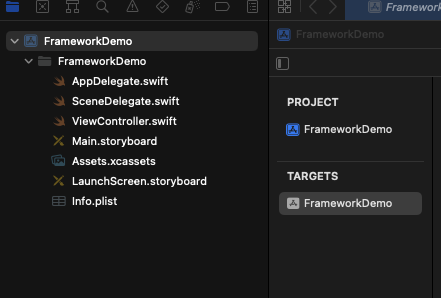 FrameworkDemo
FrameworkDemo
AppDelegate.swift
SceneDelegate.swift
ViewController.swift
Main.storyboard
Assets.xcassets
LaunchScreen.storyboard
Info.plist
Framework
FrameworkDemo
PROJECT
FrameworkDemo
TARGETS
FrameworkDemo